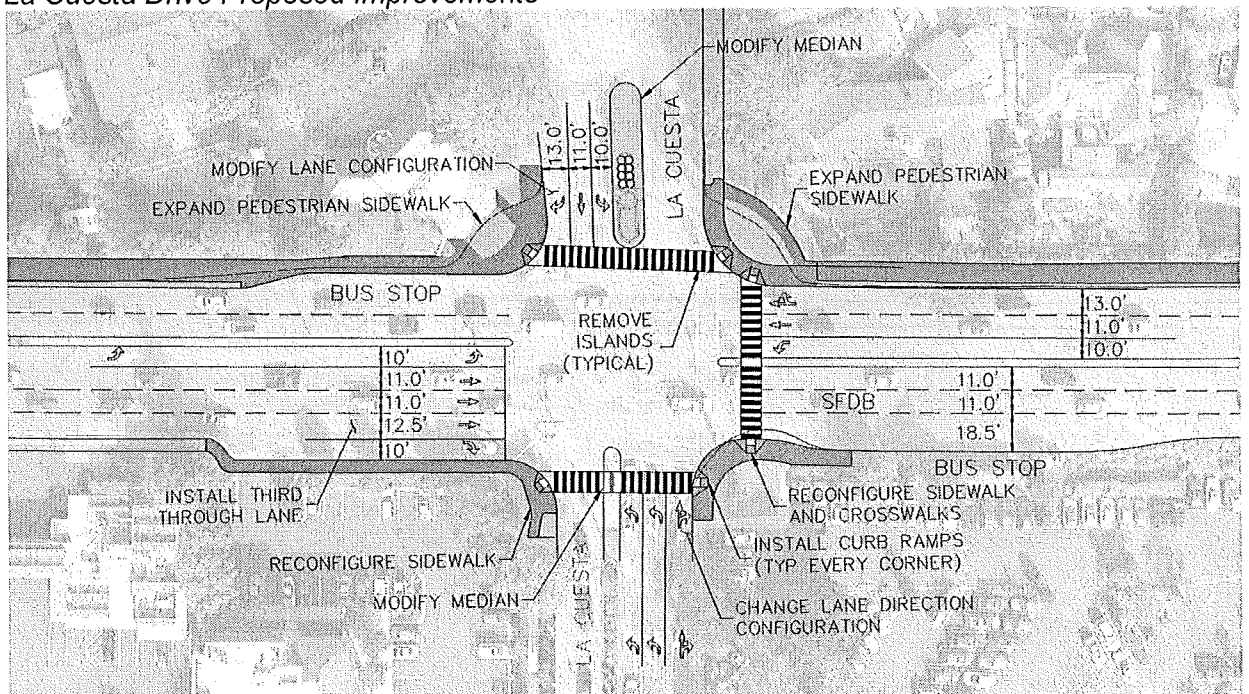 La Cuesta Drive Proposed Improvements
MODIFY MEDIAN
LA CUESTA
13.0'
11.0'
10.0'
MODIFY LANE CONFIGURATION
EXPAND PEDESTRIAN SIDEWALK
EXPAND PEDESTRIAN
SIDEWALK
BUS STOP
REMOVE
ISLANDS
(TYPICAL)
13.0'
11.0'
10.0'
10'
11.0'
11.0'
12.5'
10'
11.0'
11.0'
18.5'
SFDB
BUS STOP
INSTALL THIRD
THROUGH LANE
RECONFIGURE SIDEWALK
AND CROSSWALKS
RECONFIGURE SIDEWALK
INSTALL CURB RAMPS
(TYP EVERY CORNER)
MODIFY MEDIAN
LA CUESTA
CHANGE LANE DIRECTION
CONFIGURATION